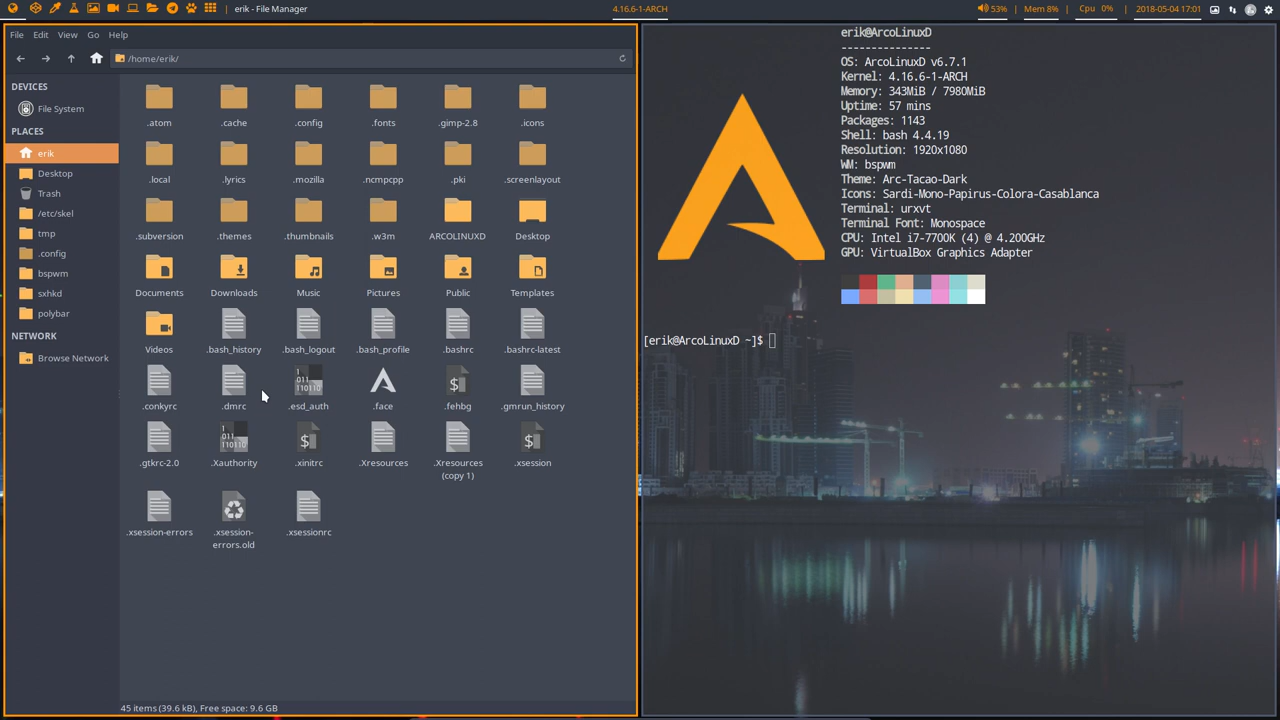 erik - File Manager
4.16.6-1-ARCH
53%
Mem 8%
Cpu 0%
2018-05-04 17:01
File Edit View Go Help
/home/erik/
DEVICES
File System
PLACES
erik
Desktop
Trash
/etc/skel
tmp
.config
bspwm
sxhkd
polybar
NETWORK
Browse Network
.atom .cache .config .fonts .gimp-2.8 .icons
.local .lyrics .mozilla .ncmpcpp .pki .screenlayout
.subversion .themes .thumbnails .w3m ARCOLINUXD Desktop
Documents Downloads Music Pictures Public Templates
Videos .bash_history .bash_logout .bash_profile .bashrc .bashrc-latest
.conkyrc .dmrc .esd_auth .face .fehbg .gmrun_history
.gtkrc-2.0 .Xauthority .xinitrc .Xresources .Xresources .xsession
(copy 1)
.xsession-errors .xsession- .xsessionrc
errors.old
45 items (39.6 kB), Free space: 9.6 GB
erik@ArcoLinuxD
---------------
OS: ArcoLinuxD v6.7.1
Kernel: 4.16.6-1-ARCH
Memory: 343MiB / 7980MiB
Uptime: 57 mins
Packages: 1143
Shell: bash 4.4.19
Resolution: 1920x1080
WM: bspwm
Theme: Arc-Tacao-Dark
Icons: Sardi-Mono-Papirus-Colora-Casablanca
Terminal: urxvt
Terminal Font: Monospace
CPU: Intel i7-7700K (4) @ 4.200GHz
GPU: VirtualBox Graphics Adapter
[erik@ArcoLinuxD ~]$